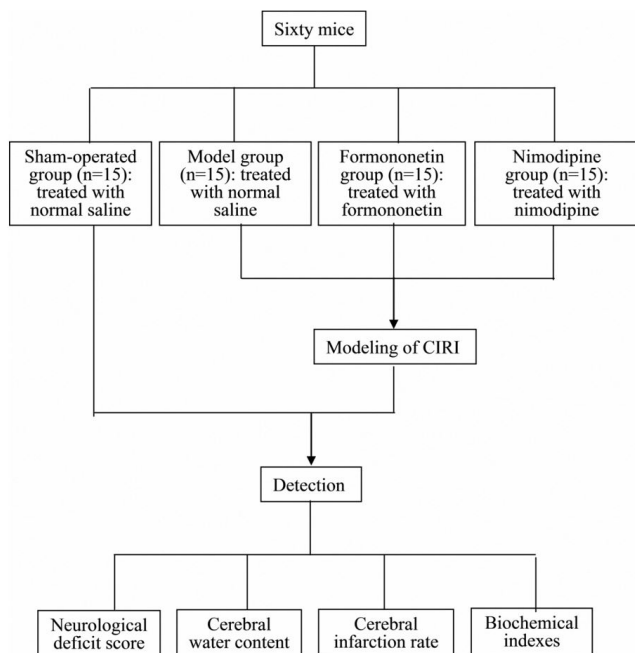 Sixty mice
Sham-operated
group (n=15):
treated with
normal saline
Model group
(n=15): treated
with normal
saline
Formononetin
group (n=15):
treated with
formononetin
Nimodipine
group (n=15):
treated with
nimodipine
Modeling of CIRI
Detection
Neurological
deficit score
Cerebral
water content
Cerebral
infarction rate
Biochemical
indexes